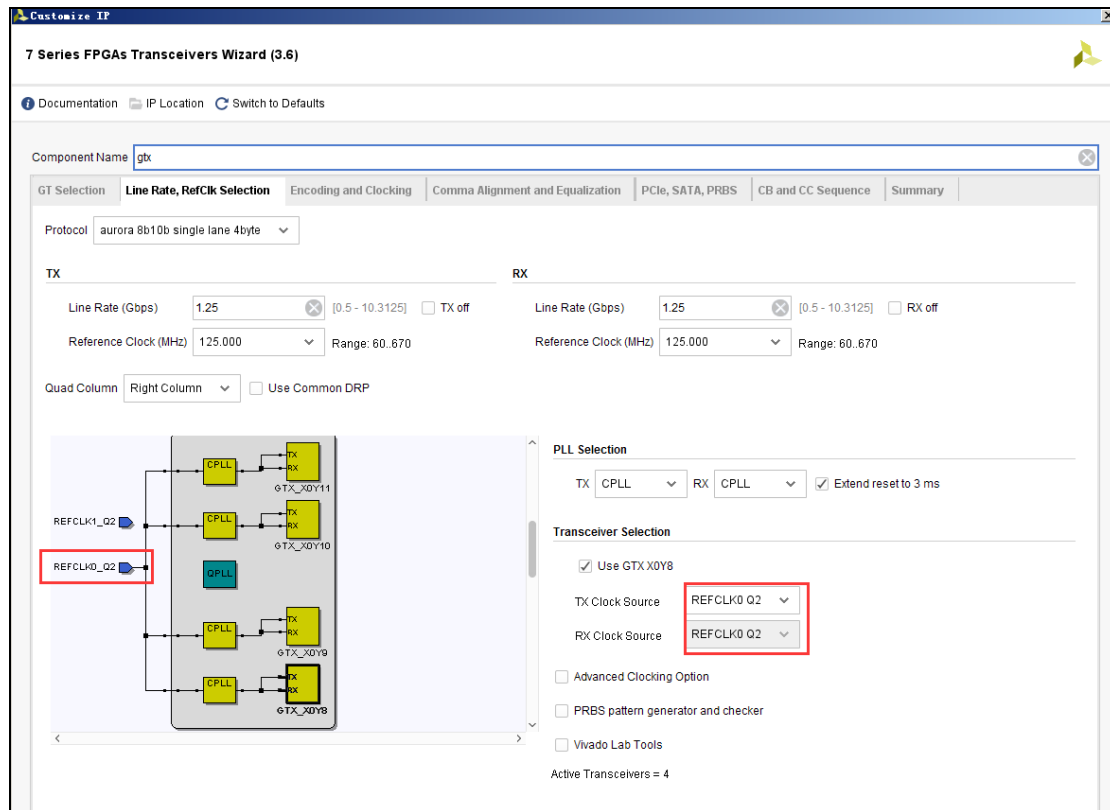 Customize IP
7 Series FPGAs Transceivers Wizard (3.6)
Documentation IP Location Switch to Defaults
Component Name gtx
GT Selection Line Rate, RefClk Selection Encoding and Clocking Comma Alignment and Equalization PCIe, SATA, PRBS CB and CC Sequence Summary
Protocol aurora 8b10b single lane 4byte
TX RX
Line Rate (Gbps) 1.25 [0.5 - 10.3125] TX off Line Rate (Gbps) 1.25 [0.5 - 10.3125] RX off
Reference Clock (MHz) 125.000 Range: 60..670 Reference Clock (MHz) 125.000 Range: 60..670
Quad Column Right Column Use Common DRP
CPLL TX
RX
GTX_X0Y11
REFCLK1_Q2 CPLL TX
RX
GTX_X0Y10
REFCLK0_Q2 QPLL
CPLL TX
RX
GTX_X0Y9
CPLL TX
RX
GTX_X0Y8
PLL Selection
TX CPLL RX CPLL Extend reset to 3 ms
Transceiver Selection
Use GTX X0Y8
TX Clock Source REFCLK0 Q2
RX Clock Source REFCLK0 Q2
Advanced Clocking Option
PRBS pattern generator and checker
Vivado Lab Tools
Active Transceivers = 4